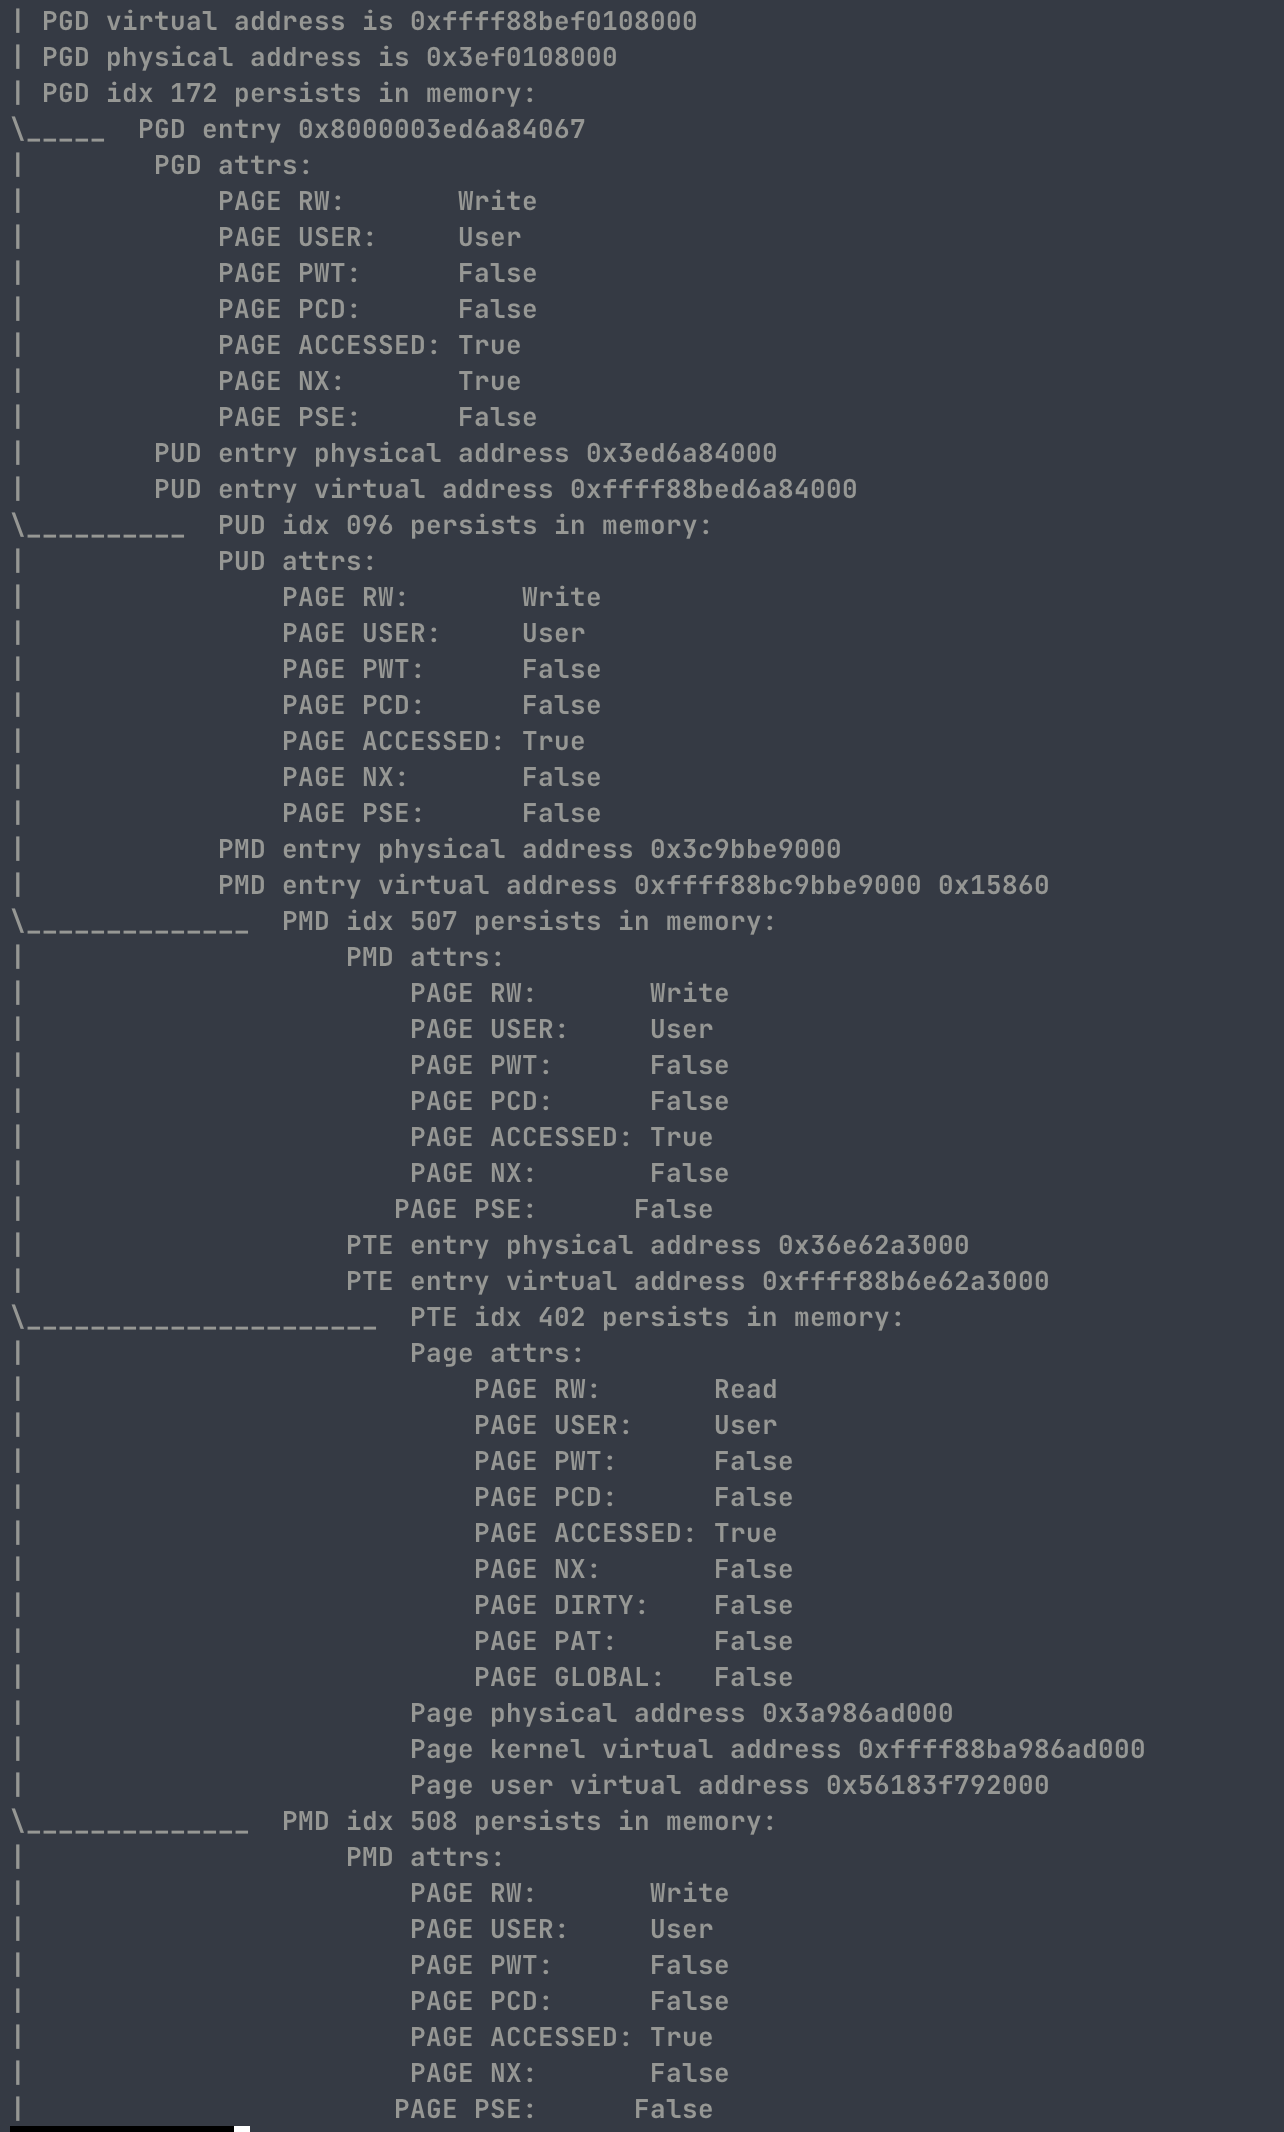 | PGD virtual address is 0xffff88bef0108000
| PGD physical address is 0x3ef0108000
| PGD idx 172 persists in memory:
\_____  PGD entry 0x8000003ed6a84067
|        PGD attrs:
|            PAGE RW:       Write
|            PAGE USER:     User
|            PAGE PWT:      False
|            PAGE PCD:      False
|            PAGE ACCESSED: True
|            PAGE NX:       True
|            PAGE PSE:      False
|        PUD entry physical address 0x3ed6a84000
|        PUD entry virtual address 0xffff88bed6a84000
\__________  PUD idx 096 persists in memory:
|            PUD attrs:
|                PAGE RW:       Write
|                PAGE USER:     User
|                PAGE PWT:      False
|                PAGE PCD:      False
|                PAGE ACCESSED: True
|                PAGE NX:       False
|                PAGE PSE:      False
|            PMD entry physical address 0x3c9bbe9000
|            PMD entry virtual address 0xffff88bc9bbe9000 0x15860
\______________  PMD idx 507 persists in memory:
|                    PMD attrs:
|                        PAGE RW:       Write
|                        PAGE USER:     User
|                        PAGE PWT:      False
|                        PAGE PCD:      False
|                        PAGE ACCESSED: True
|                        PAGE NX:       False
|                       PAGE PSE:      False
|                    PTE entry physical address 0x36e62a3000
|                    PTE entry virtual address 0xffff88b6e62a3000
\______________________  PTE idx 402 persists in memory:
|                        Page attrs:
|                            PAGE RW:       Read
|                            PAGE USER:     User
|                            PAGE PWT:      False
|                            PAGE PCD:      False
|                            PAGE ACCESSED: True
|                            PAGE NX:       False
|                            PAGE DIRTY:    False
|                            PAGE PAT:      False
|                            PAGE GLOBAL:   False
|                        Page physical address 0x3a986ad000
|                        Page kernel virtual address 0xffff88ba986ad000
|                        Page user virtual address 0x56183f792000
\______________  PMD idx 508 persists in memory:
|                    PMD attrs:
|                        PAGE RW:       Write
|                        PAGE USER:     User
|                        PAGE PWT:      False
|                        PAGE PCD:      False
|                        PAGE ACCESSED: True
|                        PAGE NX:       False
|                       PAGE PSE:      False